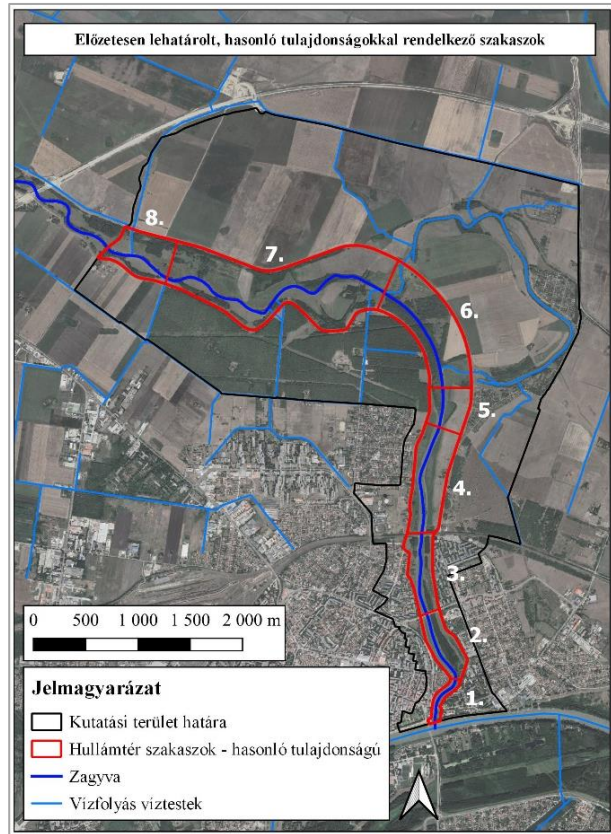 Előzetesen lehatárolt, hasonló tulajdonságokkal rendelkező szakaszok
8.
7.
6.
5.
4.
3.
2.
1.
0 500 1 000 1 500 2 000 m
Jelmagyarázat
Kutatási terület határa
Hullámtér szakaszok - hasonló tulajdonságú
Zagyva
Vízfolyás víztestek